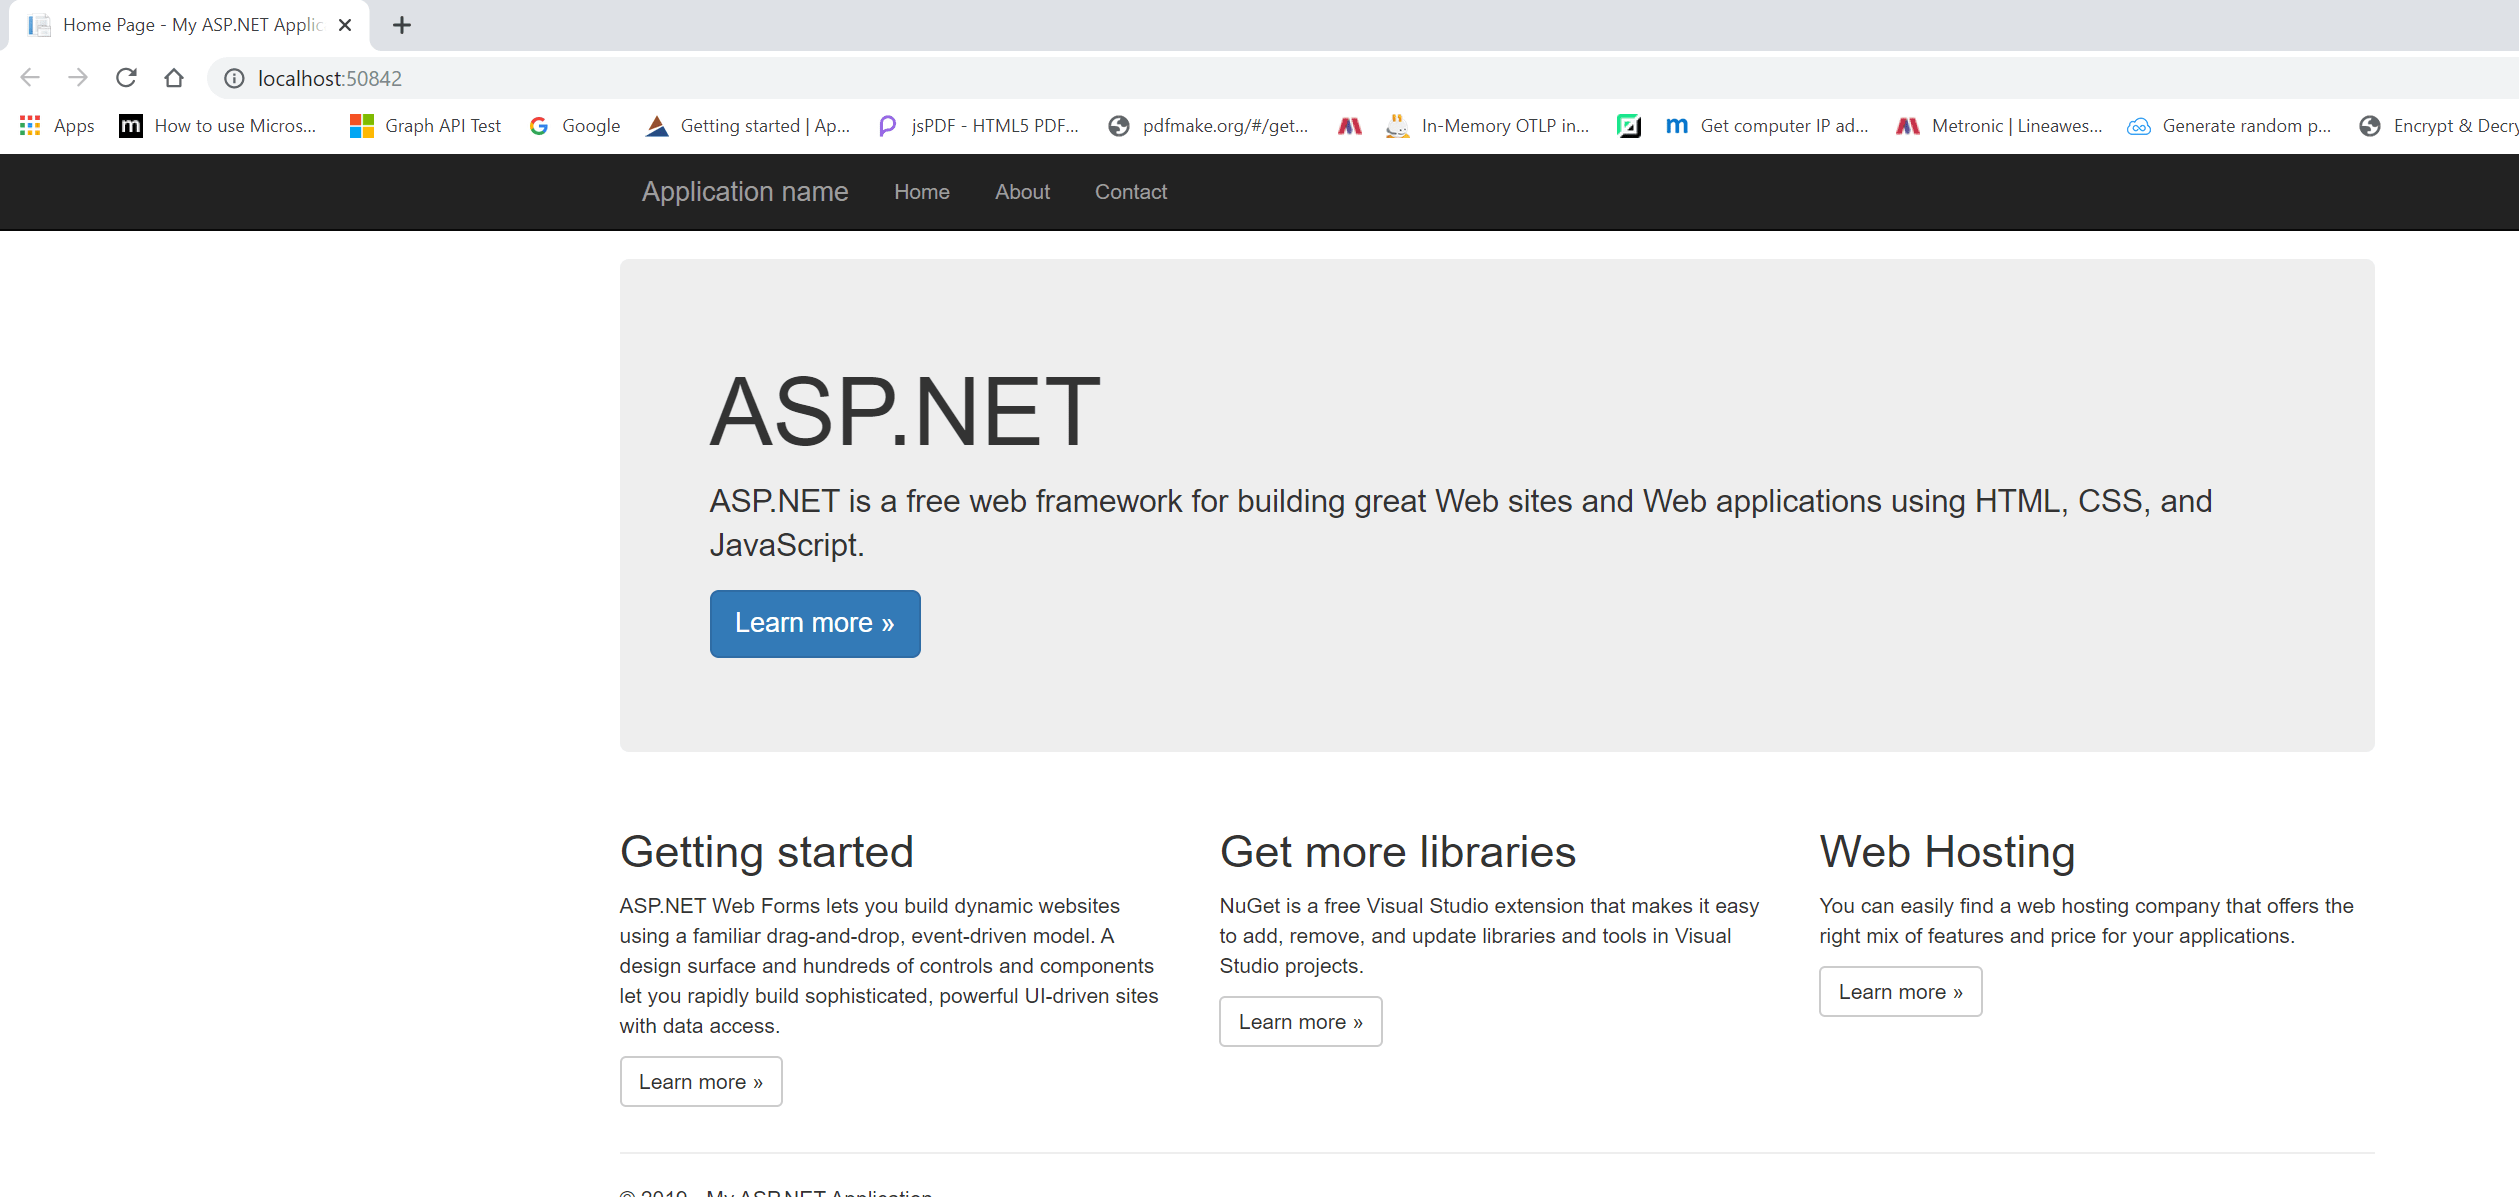 Home Page - My ASP.NET Applic
localhost:50842
Apps m How to use Micros... Graph API Test Google Getting started | Ap... jsPDF - HTML5 PDF... pdfmake.org/#/get... In-Memory OTLP in... m Get computer IP ad... Metronic | Lineawes... Generate random p... Encrypt & Decry
Application name Home About Contact
ASP.NET
ASP.NET is a free web framework for building great Web sites and Web applications using HTML, CSS, and
JavaScript.
Learn more »
Getting started
ASP.NET Web Forms lets you build dynamic websites
using a familiar drag-and-drop, event-driven model. A
design surface and hundreds of controls and components
let you rapidly build sophisticated, powerful UI-driven sites
with data access.
Learn more »
Get more libraries
NuGet is a free Visual Studio extension that makes it easy
to add, remove, and update libraries and tools in Visual
Studio projects.
Learn more »
Web Hosting
You can easily find a web hosting company that offers the
right mix of features and price for your applications.
Learn more »
© 2019 - My ASP.NET Application